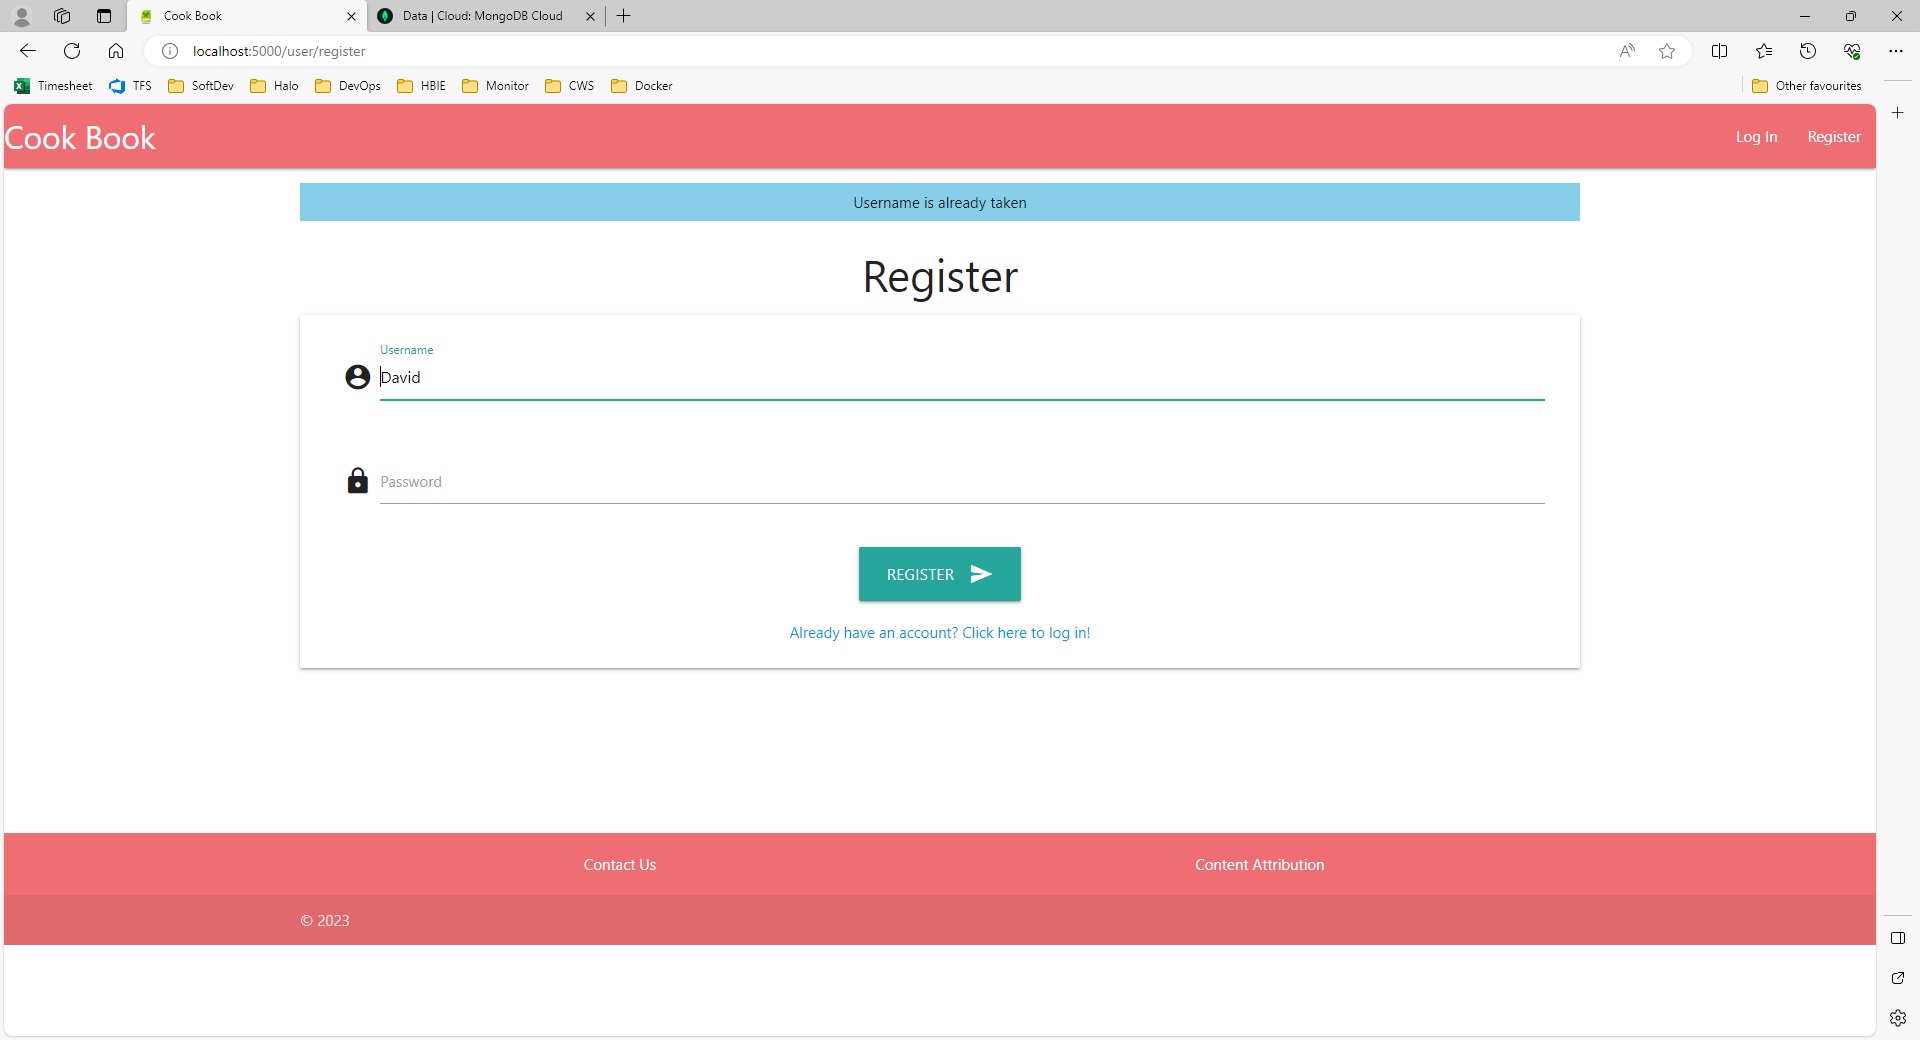 Cook Book
Data | Cloud: MongoDB Cloud
localhost:5000/user/register
Timesheet TFS SoftDev Halo DevOps HBIE Monitor CWS Docker Other favourites
Cook Book Log In Register
Username is already taken
Register
Username
David
Password
REGISTER
Already have an account? Click here to log in!
Contact Us Content Attribution
© 2023